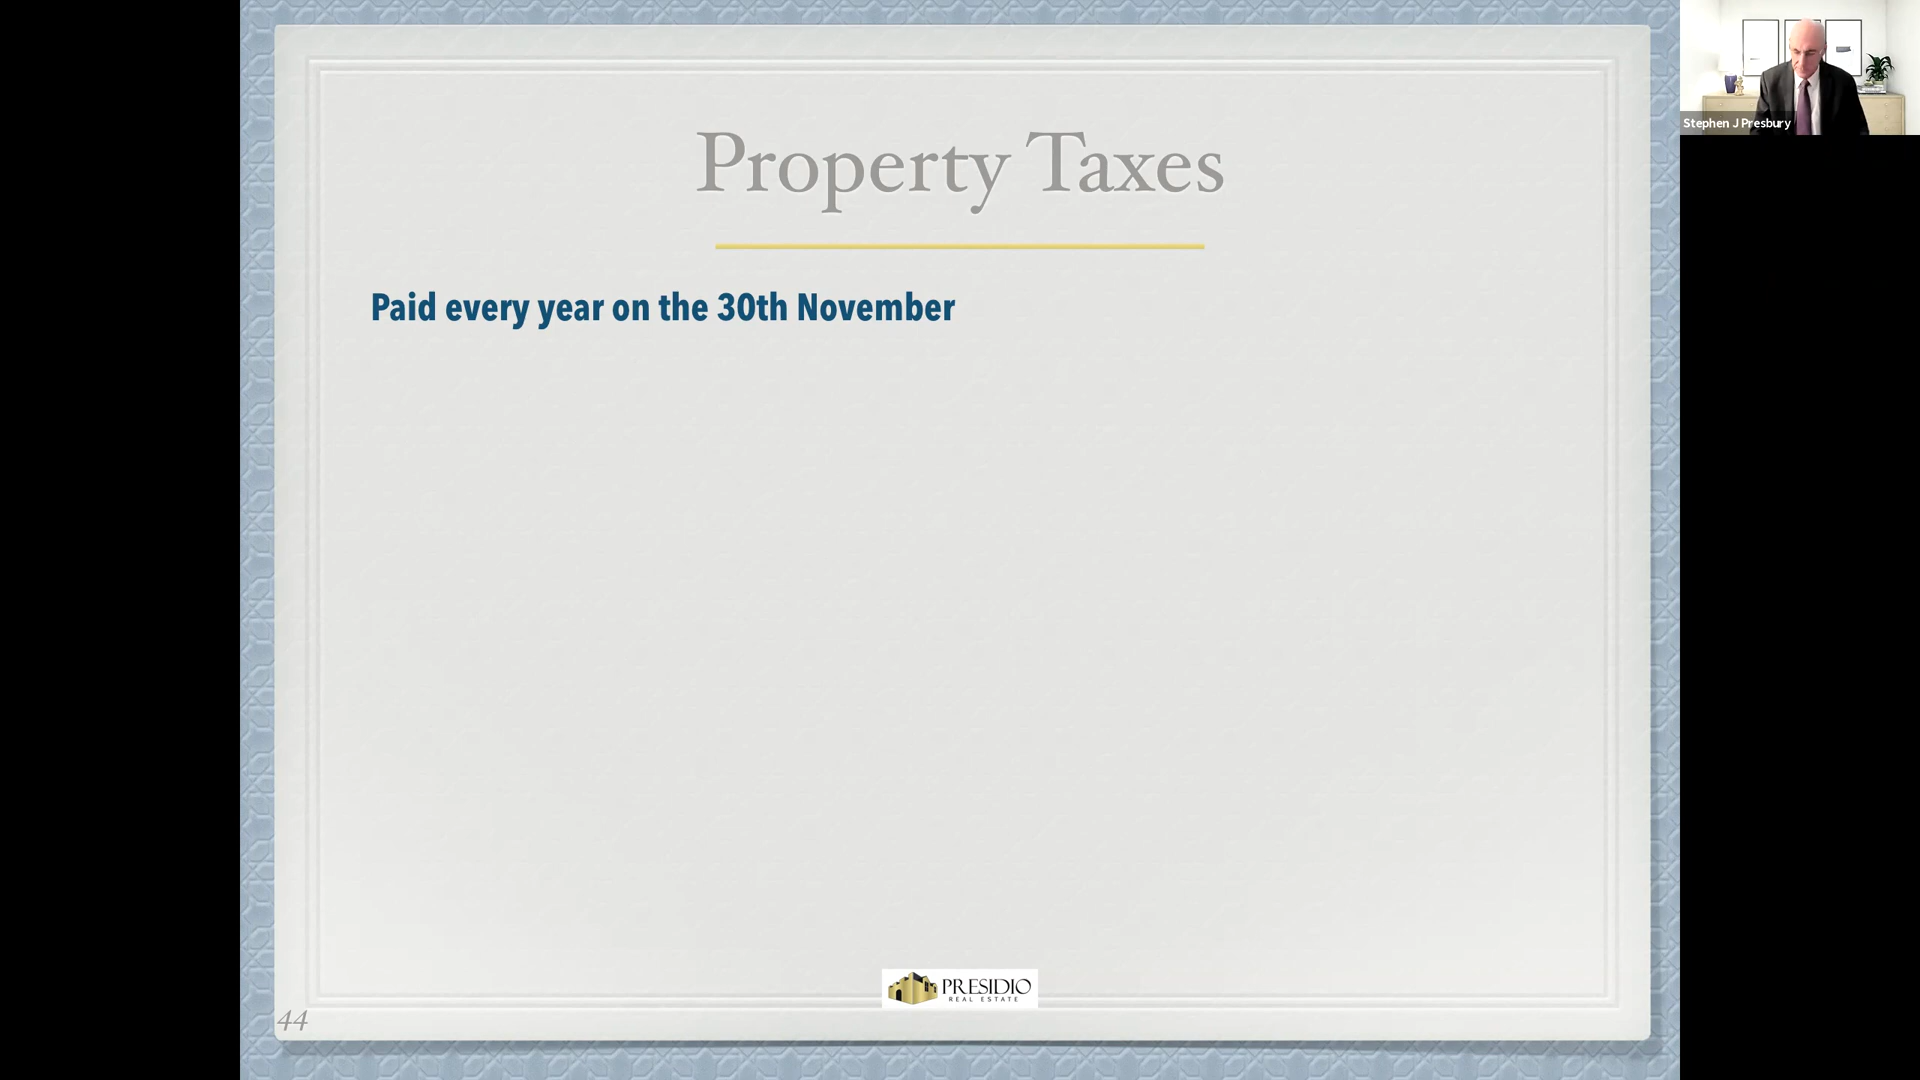 Property Taxes
Paid every year on the 30th November
Stephen J Presbury
PRESIDIO
REAL ESTATE
44